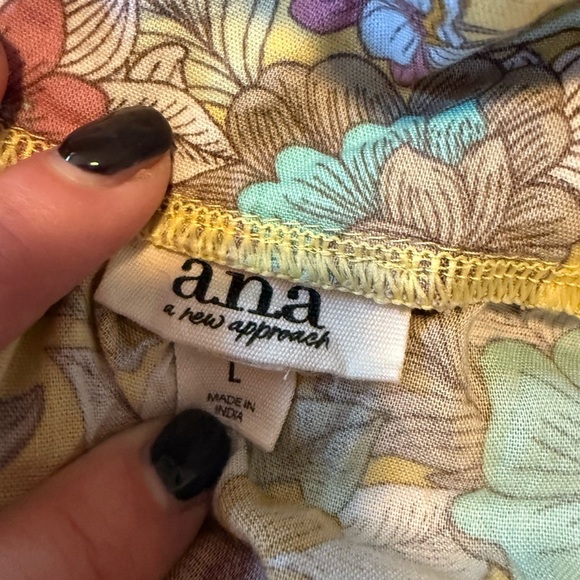 a.n.a
a new approach
L
MADE IN
INDIA